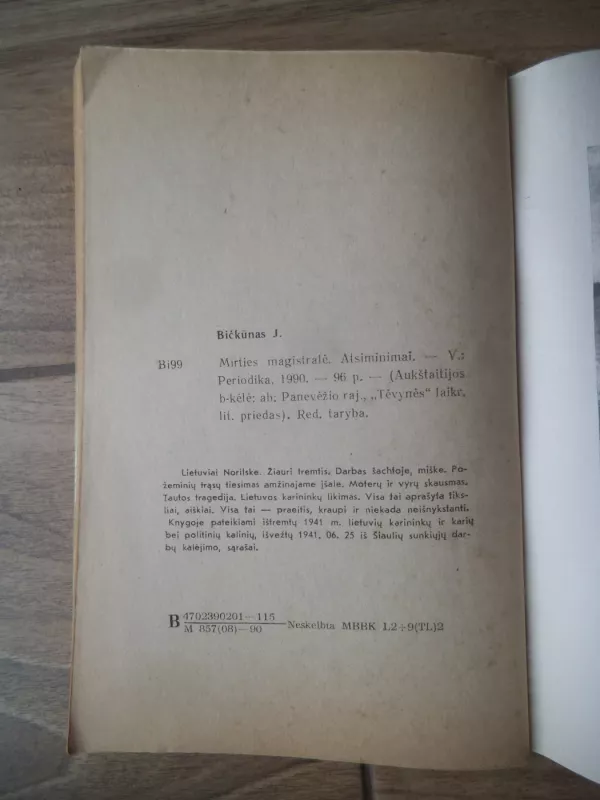 Bičkūnas J.
Bi99 Mirties magistralė. Atsiminimai. — V.:
Periodika, 1990. — 96 p. — (Aukštaitijos
b-kėlė; ab. Panevėžio raj., „Tėvynės“ laikr.
lit. priedas). Red. taryba.
Lietuviai Norilske. Žiauri tremtis. Darbas šachtoje, miške. Po-
žeminių trąsų tiesimas amžinajame įšale. Moterų ir vyrų skausmas.
Tautos tragedija. Lietuvos karininkų likimas. Visa tai aprašyta tiks-
liai, aiškiai. Visa tai — praeitis, kraupi ir niekada neišnykstanti.
Knygoje pateikiami ištremtų 1941 m. lietuvių karininkų ir karių
bei politinių kalinių, išvežtų 1941. 06. 25 iš Šiaulių sunkiųjų dar-
bų kalėjimo, sąrašai.
B 4702390201—115
M 857(08)—90 Neskelbta MBBK 1.2+9(TL)2